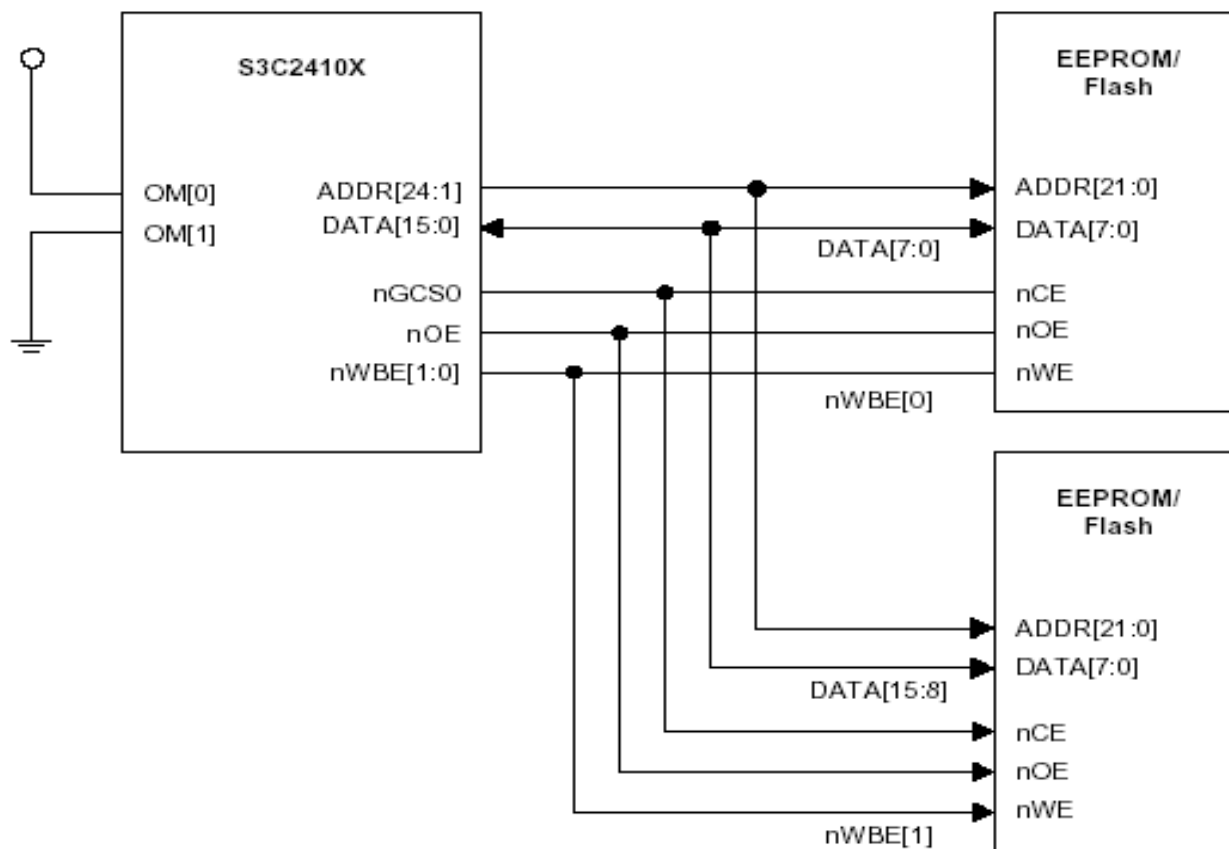 S3C2410X
OM[0]
OM[1]
ADDR[24:1]
DATA[15:0]
nGCS0
nOE
nWBE[1:0]
DATA[7:0]
nWBE[0]
EEPROM/
Flash
ADDR[21:0]
DATA[7:0]
nCE
nOE
nWE
EEPROM/
Flash
ADDR[21:0]
DATA[7:0]
DATA[15:8]
nCE
nOE
nWE
nWBE[1]